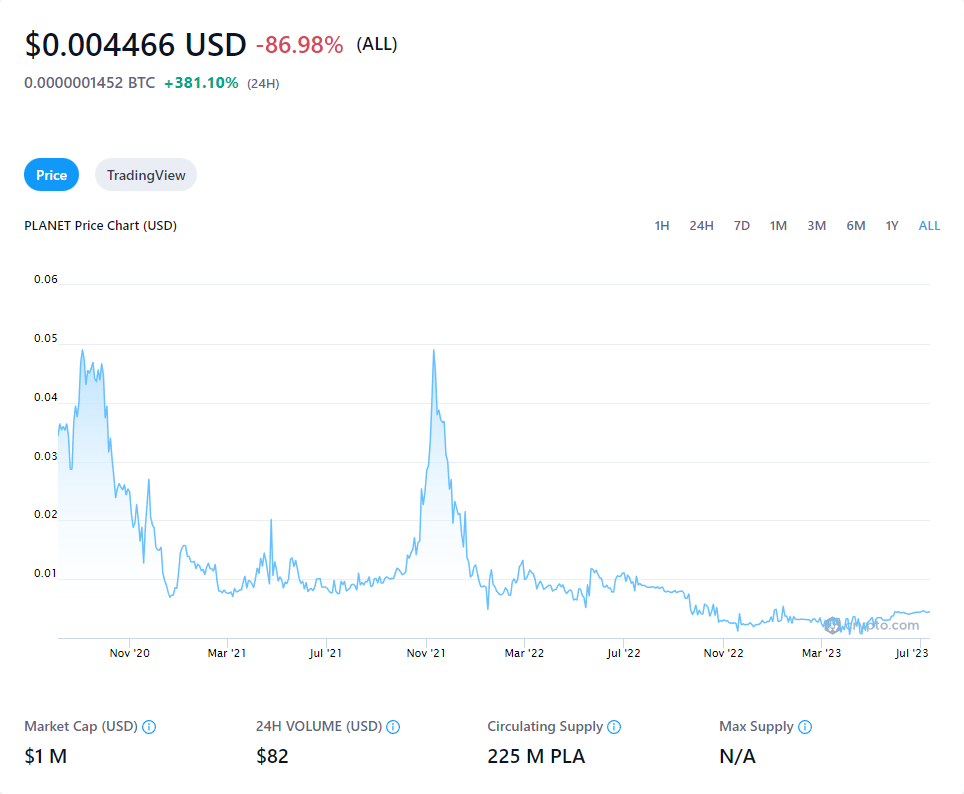 $0.004466 USD -86.98% (ALL)
0.0000001452 BTC +381.10% (24H)
Price TradingView
PLANET Price Chart (USD) 1H 24H 7D 1M 3M 6M 1Y ALL
0.06
0.05
0.04
0.03
0.02
0.01
crypto.com
Nov '20 Mar '21 Jul '21 Nov '21 Mar '22 Jul '22 Nov '22 Mar '23 Jul '23
Market Cap (USD) 24H VOLUME (USD) Circulating Supply Max Supply
$1 M $82 225 M PLA N/A